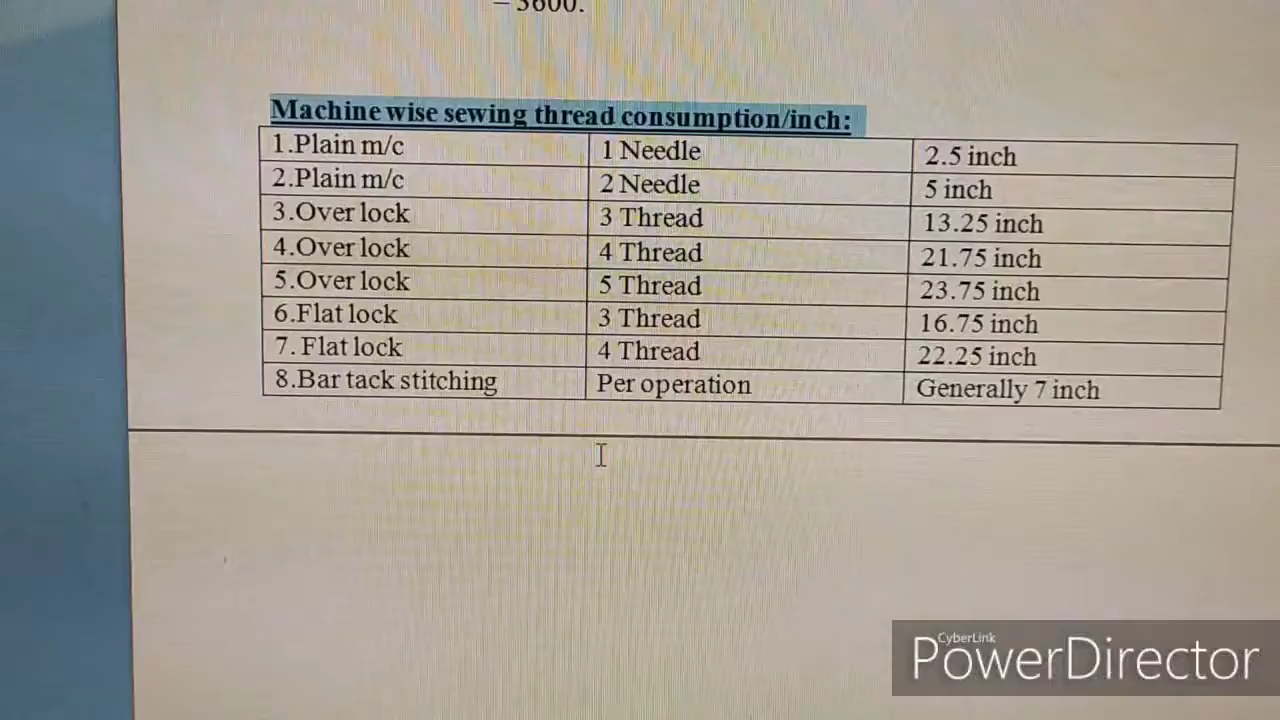 – 3600.
Machine wise sewing thread consumption/inch:
1.Plain m/c 1 Needle 2.5 inch
2.Plain m/c 2 Needle 5 inch
3.Over lock 3 Thread 13.25 inch
4.Over lock 4 Thread 21.75 inch
5.Over lock 5 Thread 23.75 inch
6.Flat lock 3 Thread 16.75 inch
7. Flat lock 4 Thread 22.25 inch
8.Bar tack stitching Per operation Generally 7 inch
CyberLink
PowerDirector